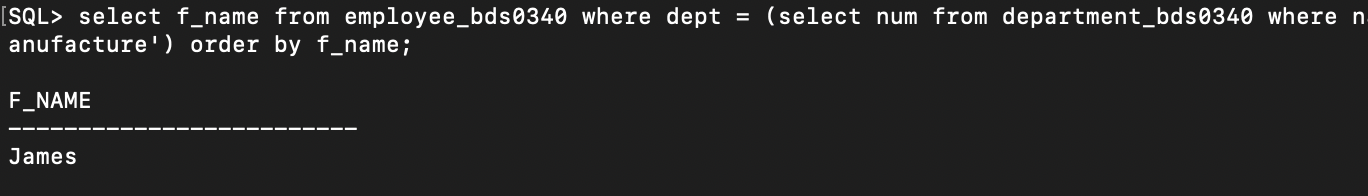 SQL> select f_name from employee_bds0340 where dept = (select num from department_bds0340 where
anufacture') order by f_name;
F_NAME
-------------------------
James